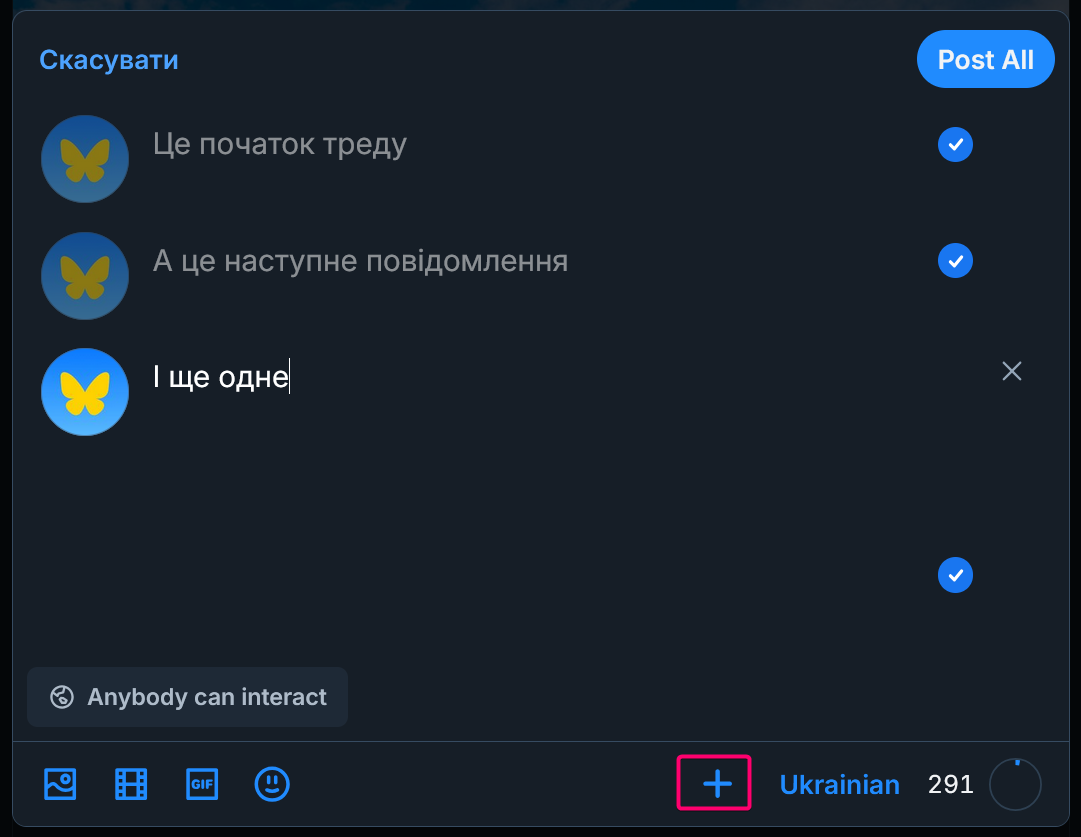 Скасувати
Post All
Це початок треду
А це наступне повідомлення
І ще одне
Anybody can interact
GIF
Ukrainian
291